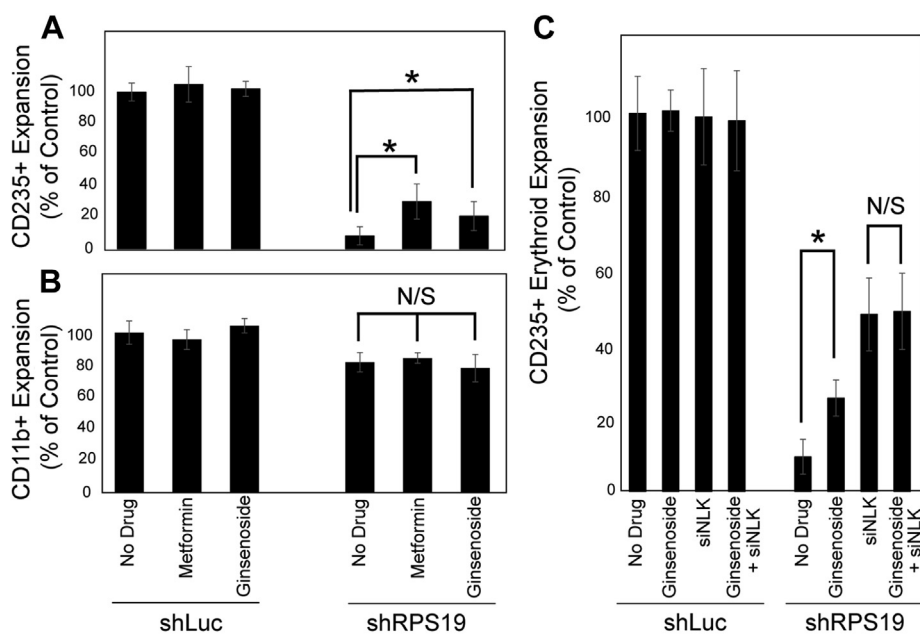 A
CD235+ Expansion
(% of Control)
100
80
60
40
20
0
*
*
B
CD11b+ Expansion
(% of Control)
100
80
60
40
20
0
N/S
No Drug
Metformin
Ginsenoside
No Drug
Metformin
Ginsenoside
shLuc
shRPS19
C
CD235+ Erythroid Expansion
(% of Control)
100
80
60
40
20
0
*
N/S
No Drug
Ginsenoside
siNLK
Ginsenoside
+ siNLK
No Drug
Ginsenoside
siNLK
Ginsenoside
+ siNLK
shLuc
shRPS19